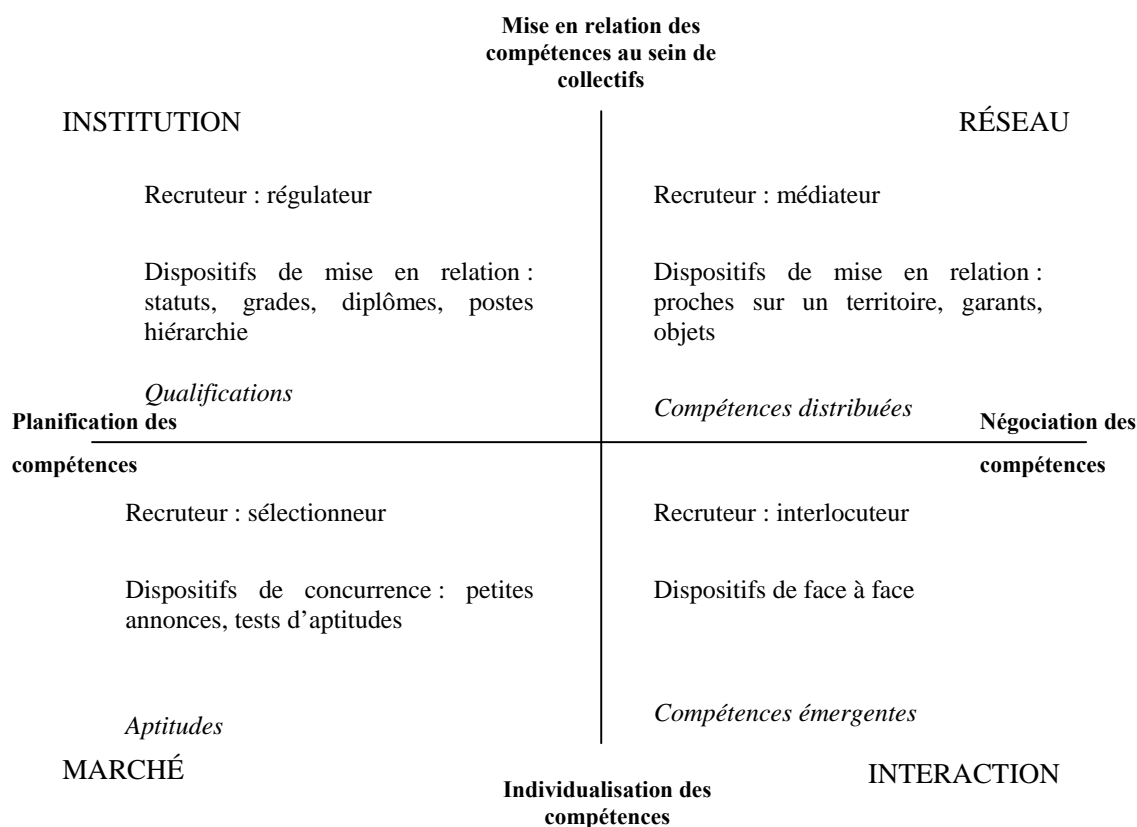 Mise en relation des
compétences au sein de
collectifs
INSTITUTION
RÉSEAU
Recruteur : régulateur
Recruteur : médiateur
Dispositifs de mise en relation :
statuts, grades, diplômes, postes
hiérarchie
Dispositifs de mise en relation :
proches sur un territoire, garants,
objets
Qualifications
Compétences distribuées
Planification des
compétences
Négociation des
compétences
Recruteur : sélectionneur
Recruteur : interlocuteur
Dispositifs de concurrence : petites
annonces, tests d’aptitudes
Dispositifs de face à face
Aptitudes
Compétences émergentes
MARCHÉ
INTERACTION
Individualisation des
compétences